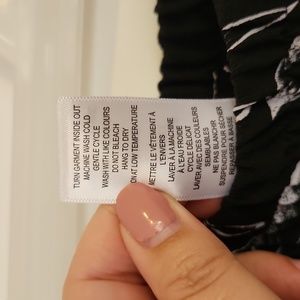 TURN GARMENT INSIDE OUT
MACHINE WASH COLD
GENTLE CYCLE
WASH WITH LIKE COLOURS
DO NOT BLEACH
HANG TO DRY
ON AT LOW TEMPERATURE
METTRE LE VÊTEMENT À
L'ENVERS
LAVER À LA MACHINE
À L'EAU FROIDE
CYCLE DÉLICAT
LAVER AVEC DES COULEURS
SEMBLABLES
NE PAS BLANCHIR
SUSPENDRE POUR SÉCHER
REPASSER À BASSE